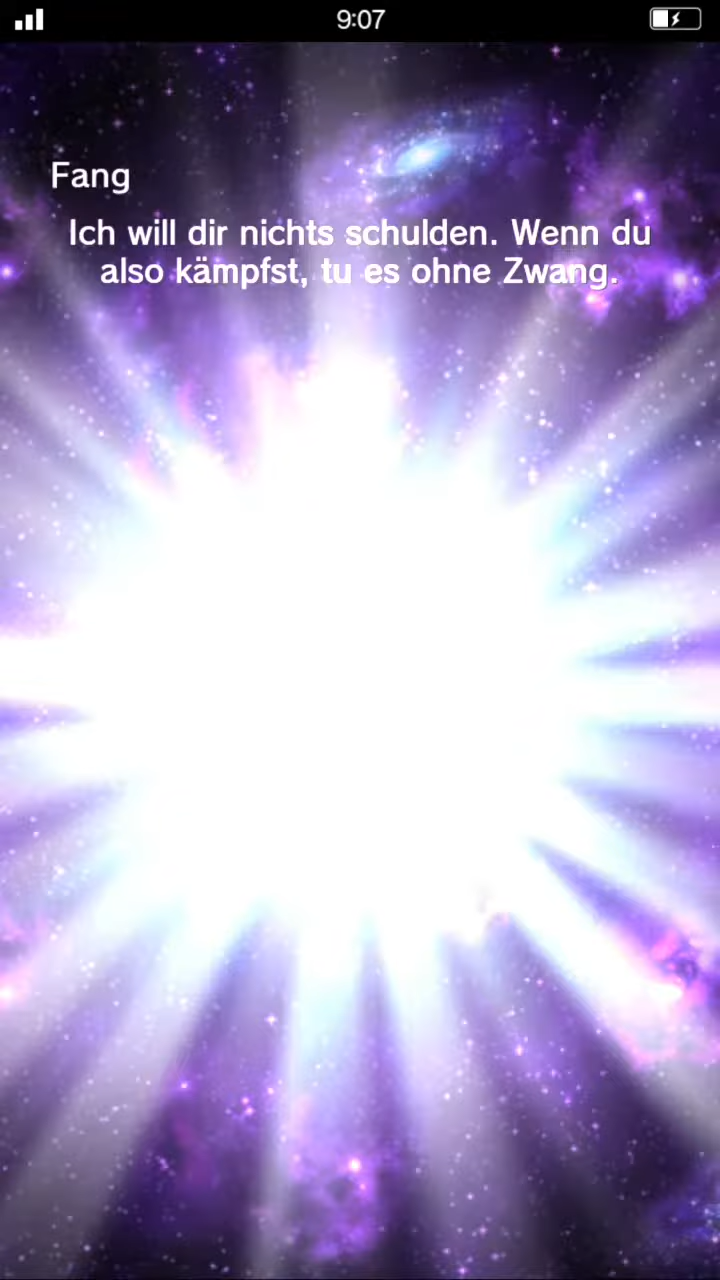 9:07
Fang
Ich will dir nichts schulden. Wenn du
also kämpfst, tu es ohne Zwang.